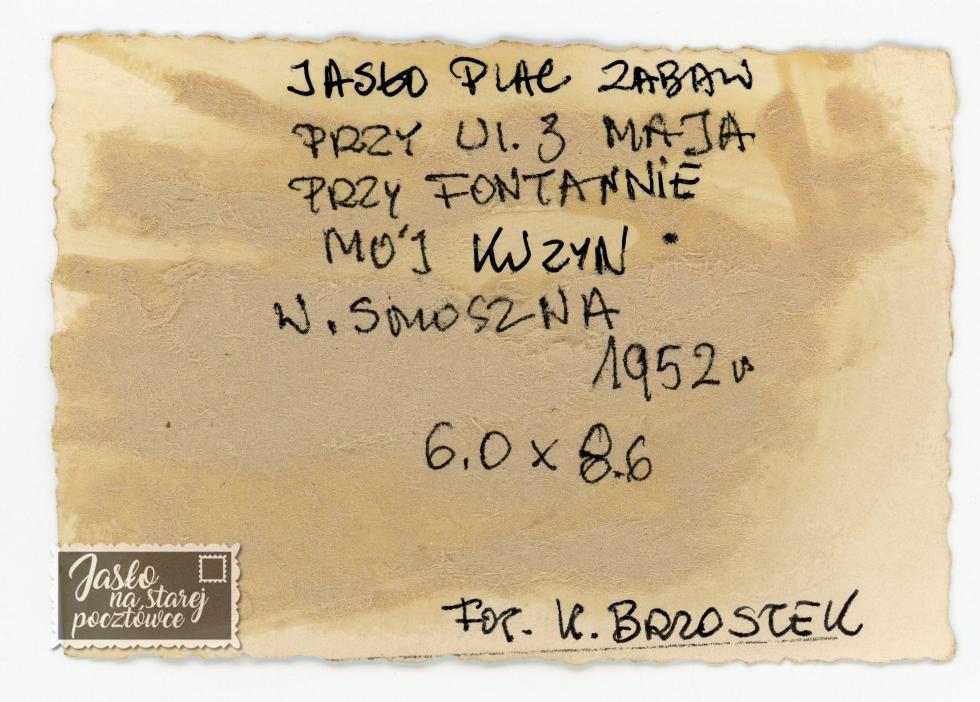 JASŁO PLAC ZABAW
PRZY Ul. 3 MAJA
PRZY FONTANNIE
MÓJ KUZYN
W. SMOSZNA
1952 r
6.0 x 8.6
FOT. K. BRZOSTEK
Jasło
na starej
pocztówce